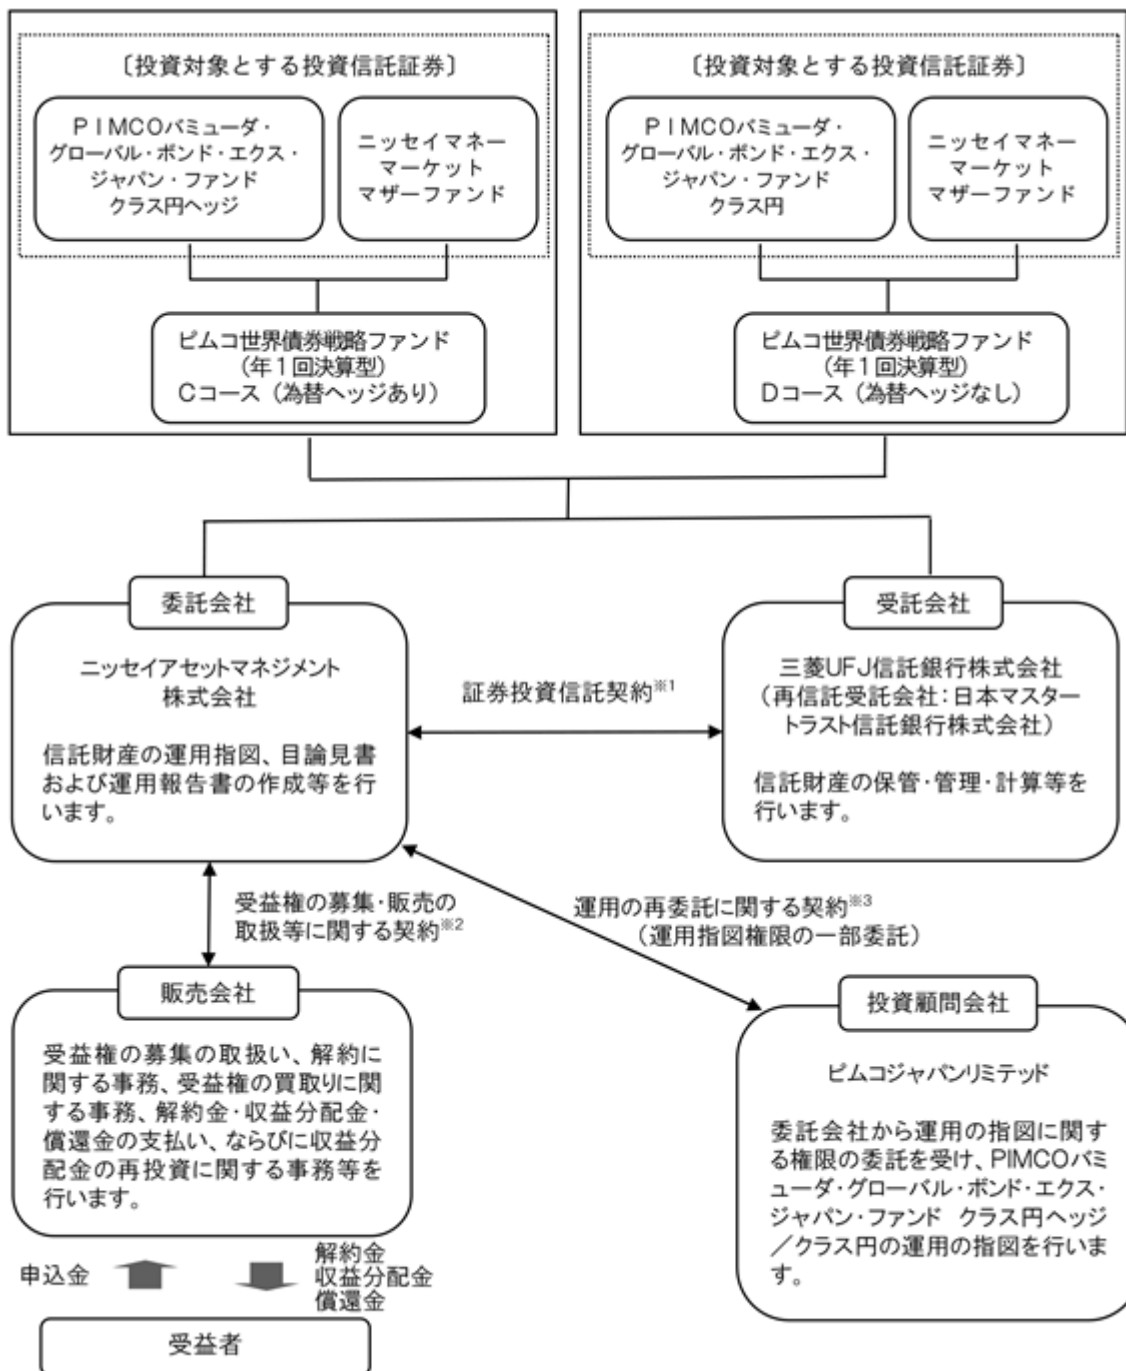 〔投資対象とする投資信託証券〕
PIMCOバミューダ・
グローバル・ボンド・エクス・
ジャパン・ファンド
クラス円ヘッジ
ニッセイマネー
マーケット
マザーファンド
ピムコ世界債券戦略ファンド
(年1回決算型)
Cコース(為替ヘッジあり)
〔投資対象とする投資信託証券〕
PIMCOバミューダ・
グローバル・ボンド・エクス・
ジャパン・ファンド
クラス円
ニッセイマネー
マーケット
マザーファンド
ピムコ世界債券戦略ファンド
(年1回決算型)
Dコース(為替ヘッジなし)
委託会社
ニッセイアセットマネジメント
株式会社
信託財産の運用指図、目論見書
および運用報告書の作成等を行
います。
証券投資信託契約※1
受託会社
三菱UFJ信託銀行株式会社
(再信託受託会社:日本マスター
トラスト信託銀行株式会社)
信託財産の保管・管理・計算等を
行います。
受益権の募集・販売の
取扱等に関する契約※2
運用の再委託に関する契約※3
(運用指図権限の一部委託)
販売会社
受益権の募集の取扱い、解約に
関する事務、受益権の買取りに関
する事務、解約金・収益分配金・
償還金の支払い、ならびに収益分
配金の再投資に関する事務等を
行います。
投資顧問会社
ピムコジャパンリミテッド
委託会社から運用の指図に関す
る権限の委託を受け、PIMCOバミ
ューダ・グローバル・ボンド・エクス・
ジャパン・ファンド クラス円ヘッジ
/クラス円の運用の指図を行いま
す。
申込金
解約金
収益分配金
償還金
受益者